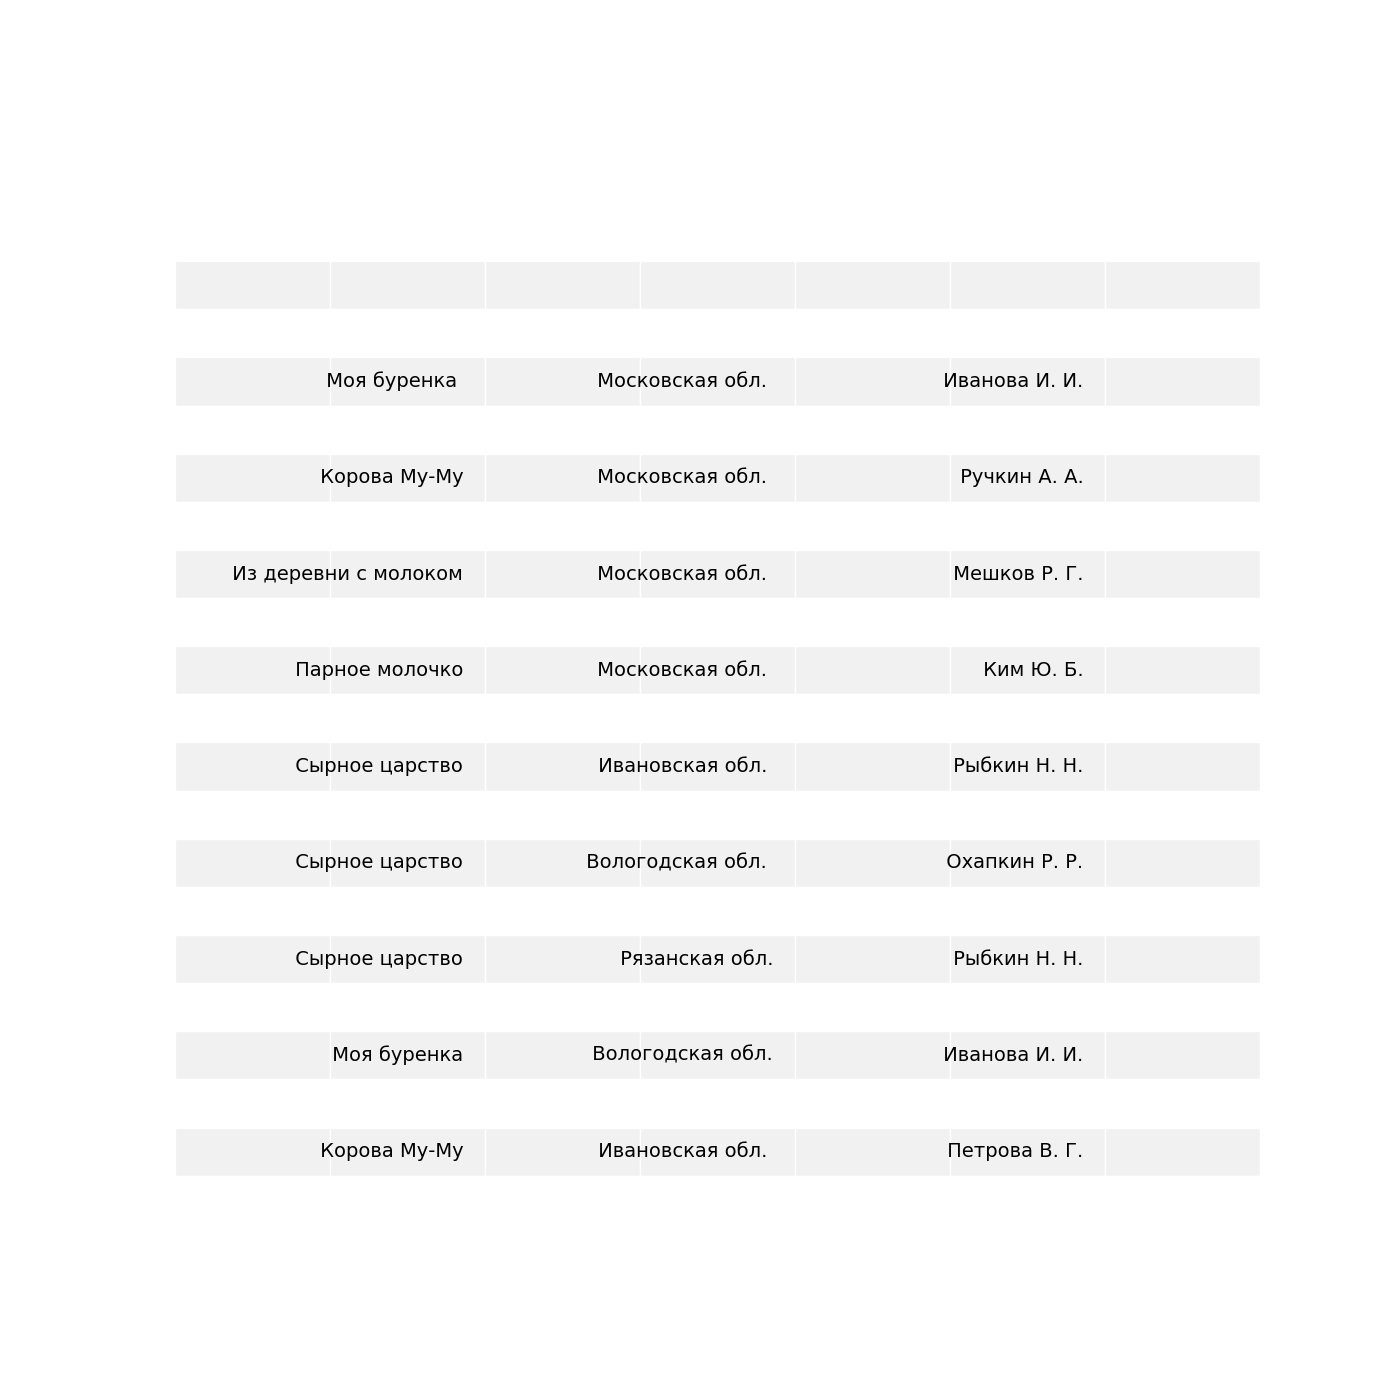 Моя буренка Московская обл. Иванова И. И.
Корова Му-Му Московская обл. Ручкин А. А.
Из деревни с молоком Московская обл. Мешков Р. Г.
Парное молочко Московская обл. Ким Ю. Б.
Сырное царство Ивановская обл. Рыбкин Н. Н.
Сырное царство Вологодская обл. Охапкин Р. Р.
Сырное царство Рязанская обл. Рыбкин Н. Н.
Моя буренка Вологодская обл. Иванова И. И.
Корова Му-Му Ивановская обл. Петрова В. Г.